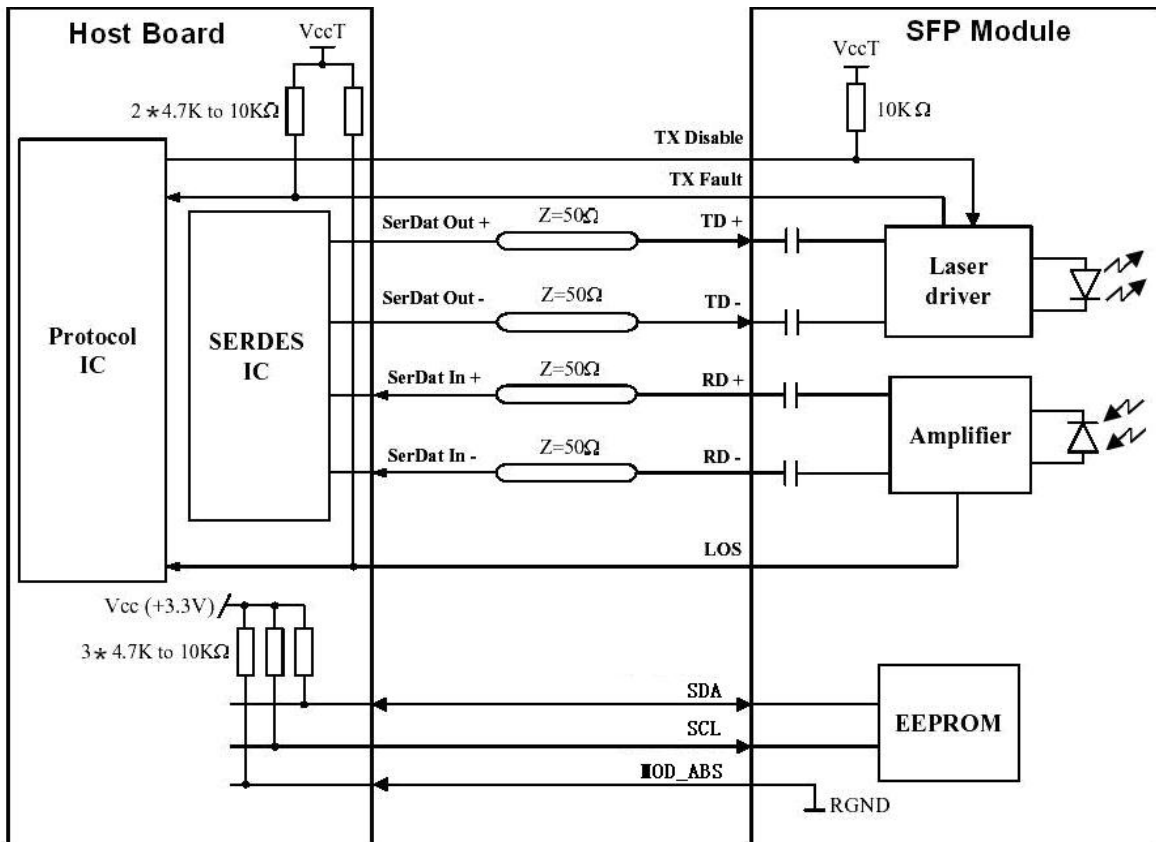 Host Board
SFP Module
VccT
VccT
2*4.7K to 10KΩ
10KΩ
TX Disable
TX Fault
SerDat Out +
Z=50Ω
TD +
Laser
driver
SerDat Out -
Z=50Ω
TD -
Protocol
IC
SERDES
IC
SerDat In +
Z=50Ω
RD +
Amplifier
SerDat In -
Z=50Ω
RD -
LOS
Vcc (+3.3V)
3*4.7K to 10KΩ
SDA
SCL
EEPROM
MOD_ABS
RGND